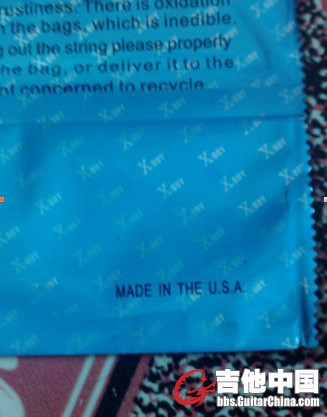 rustiness. There is oxidation
n the bags, which is inedible.
g out the string please properly
he bag, or deliver it to the
ot concerned to recycle
MADE IN THE U.S.A.
吉他中国
bbs.GuitarChina.com